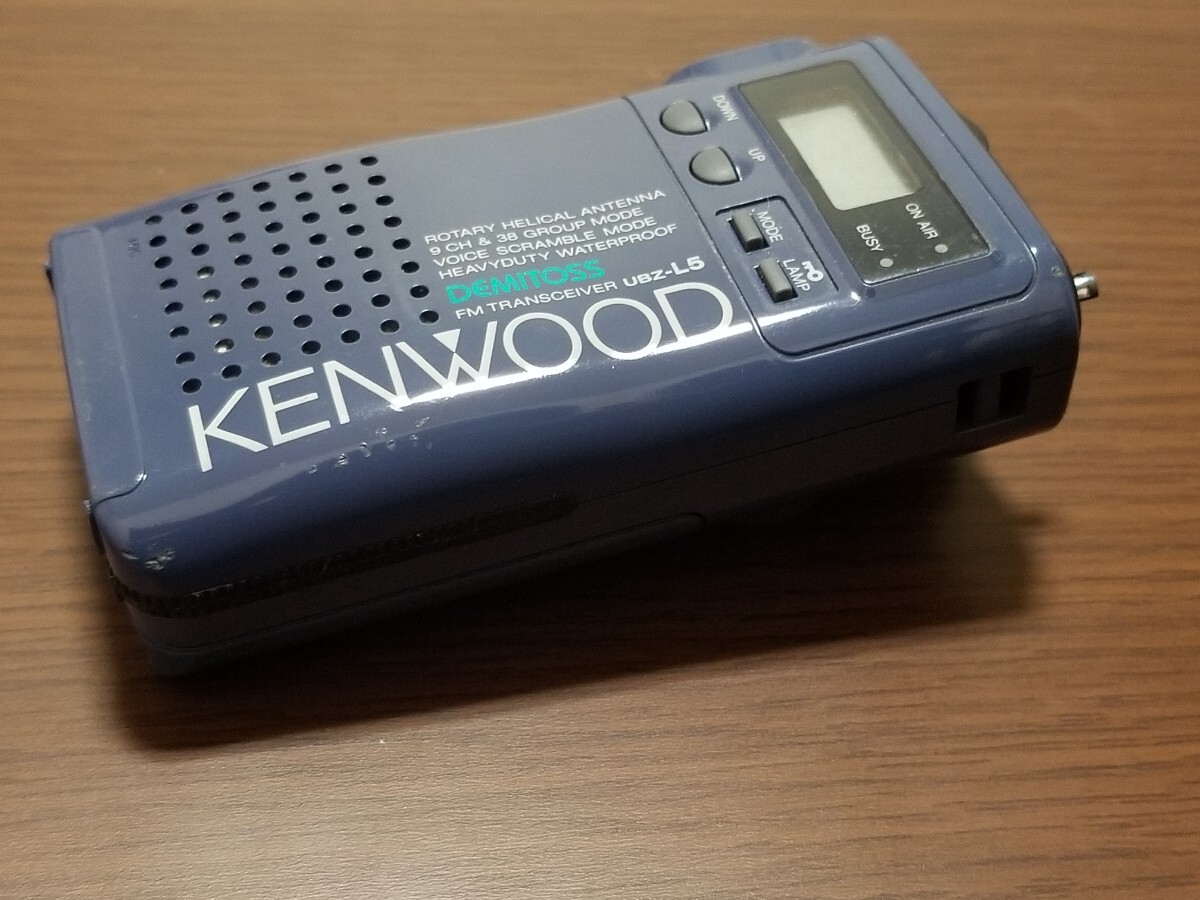 ROTARY HELICAL ANTENNA
9 CH & 38 GROUP MODE
VOICE SCRAMBLE MODE
HEAVYDUTY WATERPROOF
DEMITOSS
FM TRANSCEIVER UBZ-L5
KENWOOD
DOWN
UP
MODE
LAMP
ON AIR
BUSY